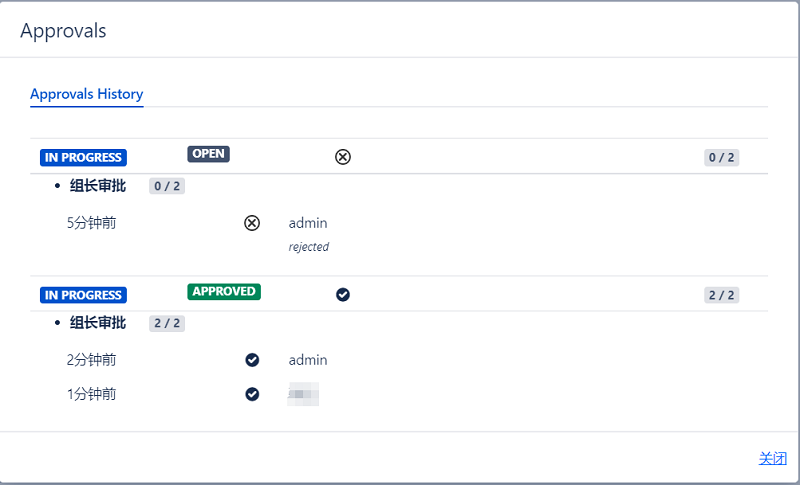 Approvals
Approvals History
IN PROGRESS OPEN 0 / 2
• 组长审批 0 / 2
5分钟前 admin
rejected
IN PROGRESS APPROVED 2 / 2
• 组长审批 2 / 2
2分钟前 admin
1分钟前
关闭